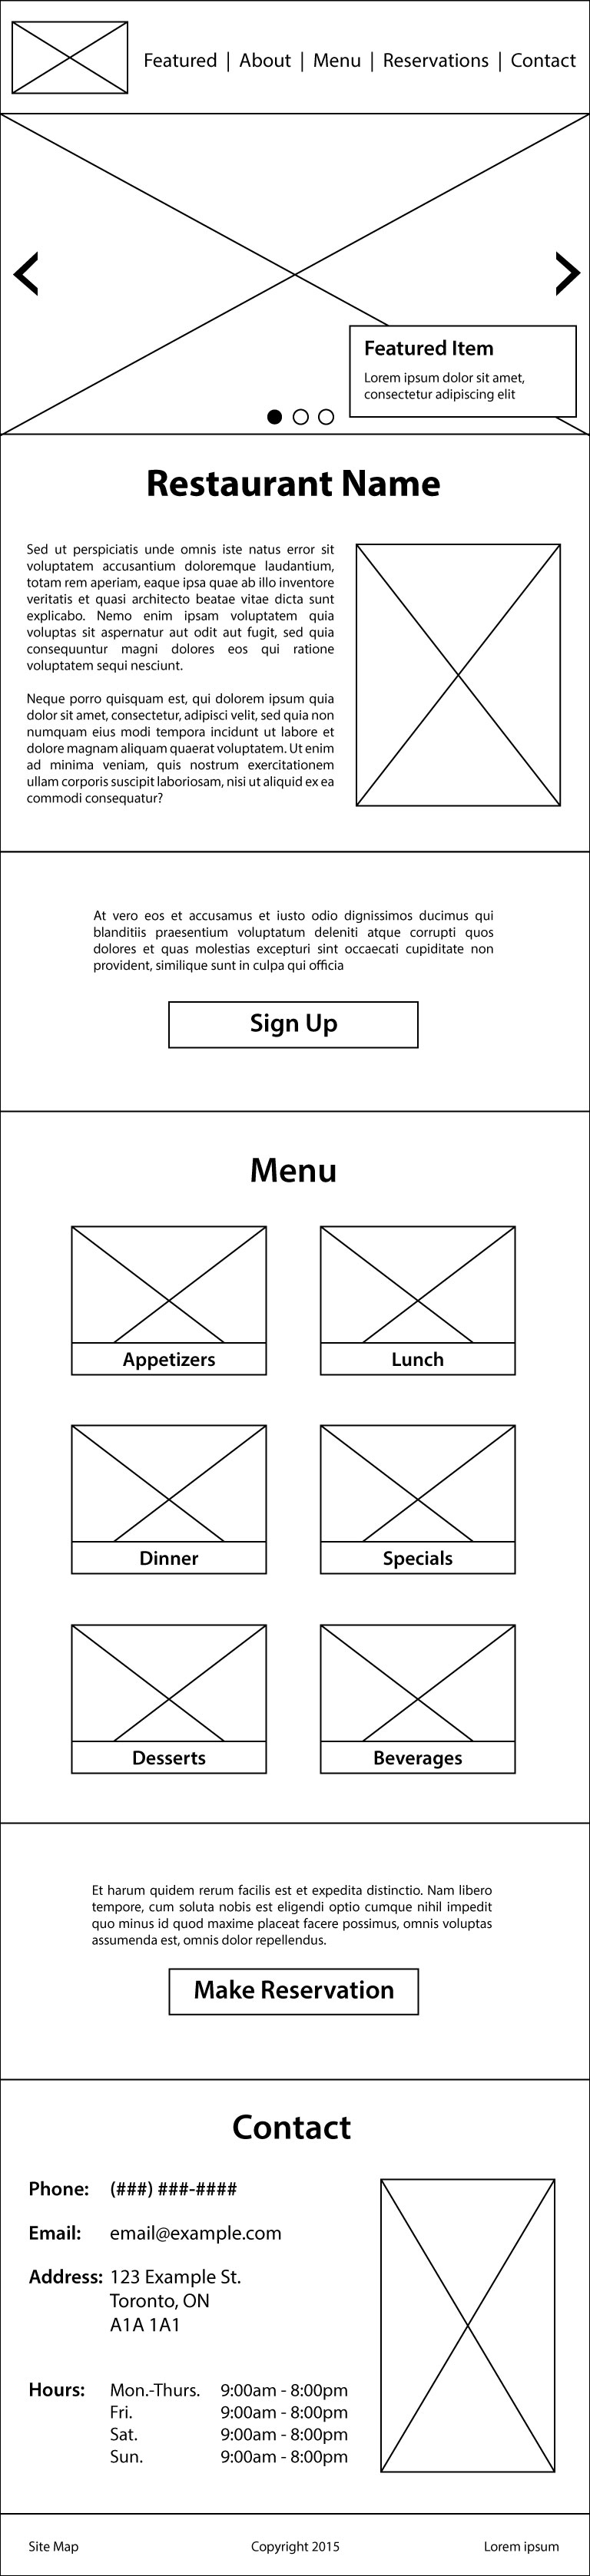 Featured | About | Menu | Reservations | Contact
Featured Item
Lorem ipsum dolor sit amet,
consectetur adipiscing elit
Restaurant Name
Sed ut perspiciatis unde omnis iste natus error sit
voluptatem accusantium doloremque laudantium,
totam rem aperiam, eaque ipsa quae ab illo inventore
veritatis et quasi architecto beatae vitae dicta sunt
explicabo. Nemo enim ipsam voluptatem quia
voluptas sit aspernatur aut odit aut fugit, sed quia
consequuntur magni dolores eos qui ratione
voluptatem sequi nesciunt.
Neque porro quisquam est, qui dolorem ipsum quia
dolor sit amet, consectetur, adipisci velit, sed quia non
numquam eius modi tempora incidunt ut labore et
dolore magnam aliquam quaerat voluptatem. Ut enim
ad minima veniam, quis nostrum exercitationem
ullam corporis suscipit laboriosam, nisi ut aliquid ex ea
commodi consequatur?
At vero eos et accusamus et iusto odio dignissimos ducimus qui
blanditiis praesentium voluptatum deleniti atque corrupti quos
dolores et quas molestias excepturi sint occaecati cupiditate non
provident, similique sunt in culpa qui officia
Sign Up
Menu
Appetizers
Lunch
Dinner
Specials
Desserts
Beverages
Et harum quidem rerum facilis est et expedita distinctio. Nam libero
tempore, cum soluta nobis est eligendi optio cumque nihil impedit
quo minus id quod maxime placeat facere possimus, omnis voluptas
assumenda est, omnis dolor repellendus.
Make Reservation
Contact
Phone: (###) ###-####
Email: email@example.com
Address: 123 Example St.
Toronto, ON
A1A 1A1
Hours: Mon.-Thurs. 9:00am - 8:00pm
Fri. 9:00am - 8:00pm
Sat. 9:00am - 8:00pm
Sun. 9:00am - 8:00pm
Site Map Copyright 2015 Lorem ipsum